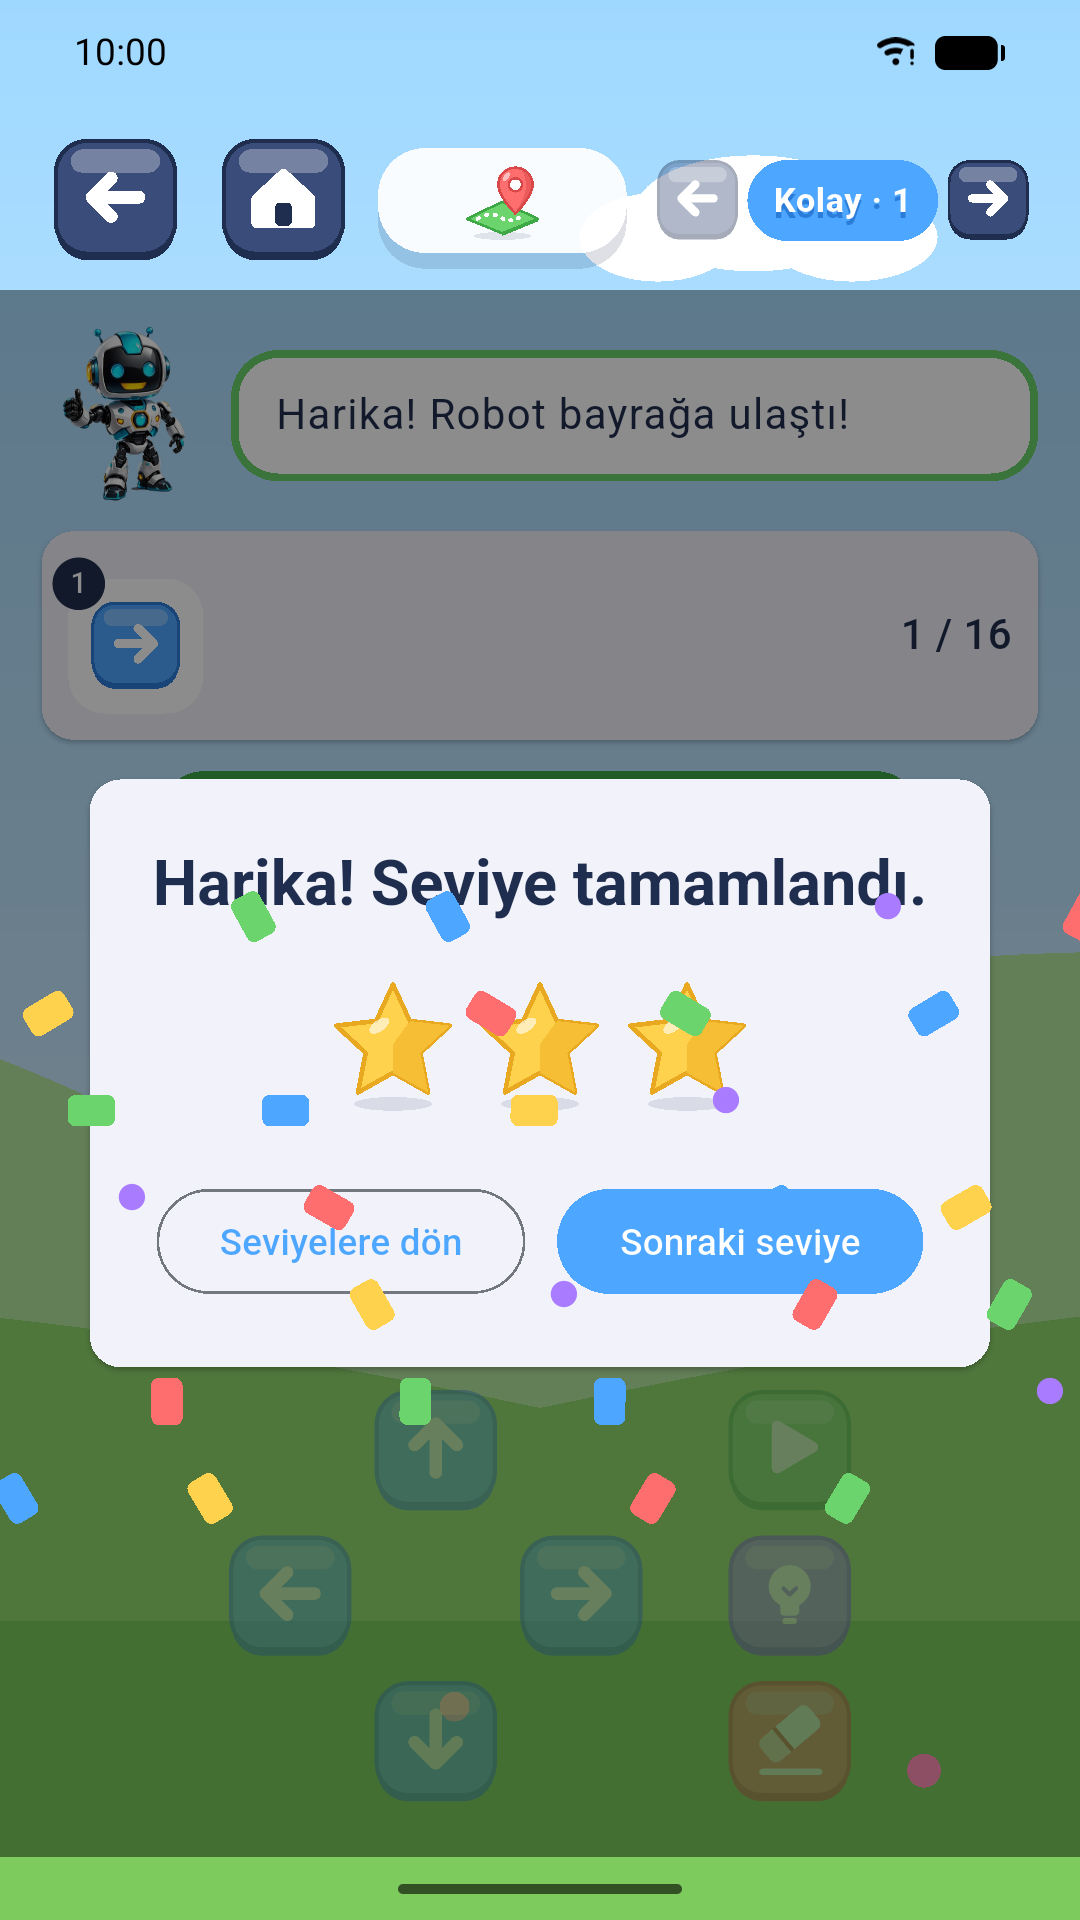 10:00
Kolay · 1
Harika! Robot bayrağa ulaştı!
1
1 / 16
Harika! Seviye tamamlandı.
Seviyelere dön
Sonraki seviye